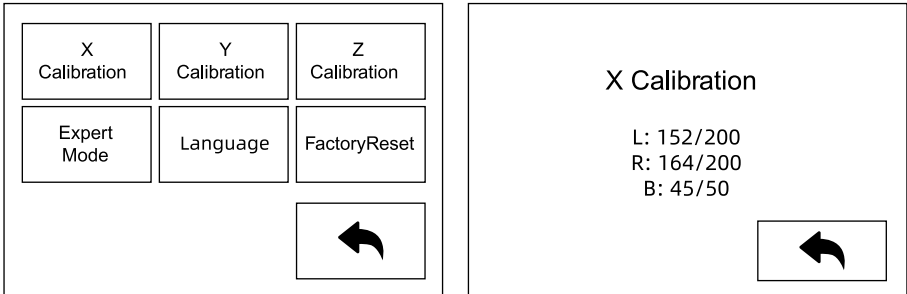 X
Calibration
Y
Calibration
Z
Calibration
Expert
Mode
Language
FactoryReset
X Calibration
L: 152/200
R: 164/200
B: 45/50